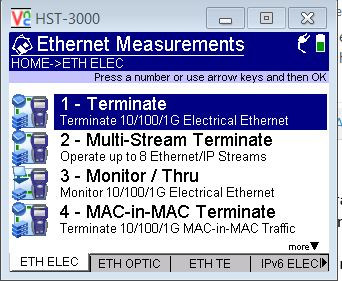 HST-3000
Ethernet Measurements
HOME->ETH ELEC
Press a number or use arrow keys and then OK
1 - Terminate
Terminate 10/100/1G Electrical Ethernet
2 - Multi-Stream Terminate
Operate up to 8 Ethernet/IP Streams
3 - Monitor / Thru
Monitor 10/100/1G Electrical Ethernet
4 - MAC-in-MAC Terminate
Terminate 10/100/1G MAC-in-MAC Traffic
more
ETH ELEC ETH OPTIC ETH TE IPv6 ELEC